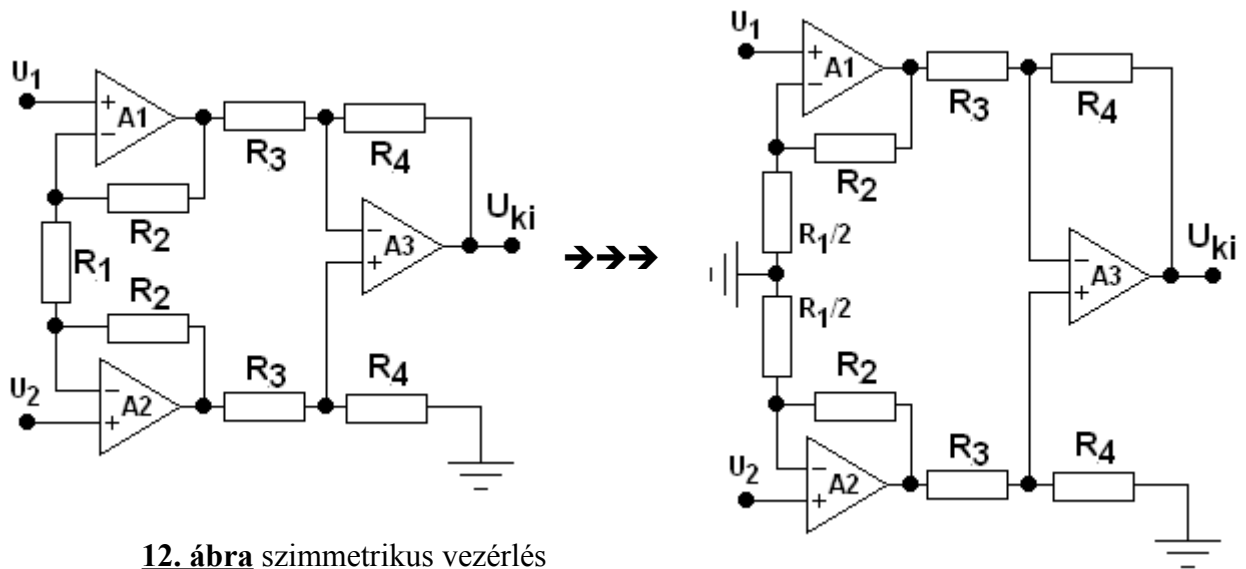 U1
+
A1
−
R3
R4
R2
R1
Uki
−
A3
+
R2
R3
R4
U2
−
A2
+
➔➔➔
U1
+
A1
−
R3
R4
R2
R1/2
Uki
−
A3
+
R1/2
R2
R3
R4
U2
−
A2
+
12. ábra szimmetrikus vezérlés